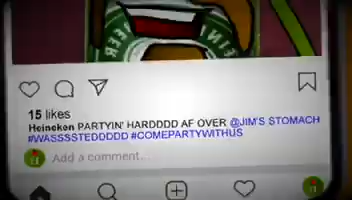 15 likes
Heineken PARTYIN' HARDDDD AF OVER @JIM'S STOMACH
#WASSSSTEDDDDD #COMEPARTYWITHUS
Add a comment...